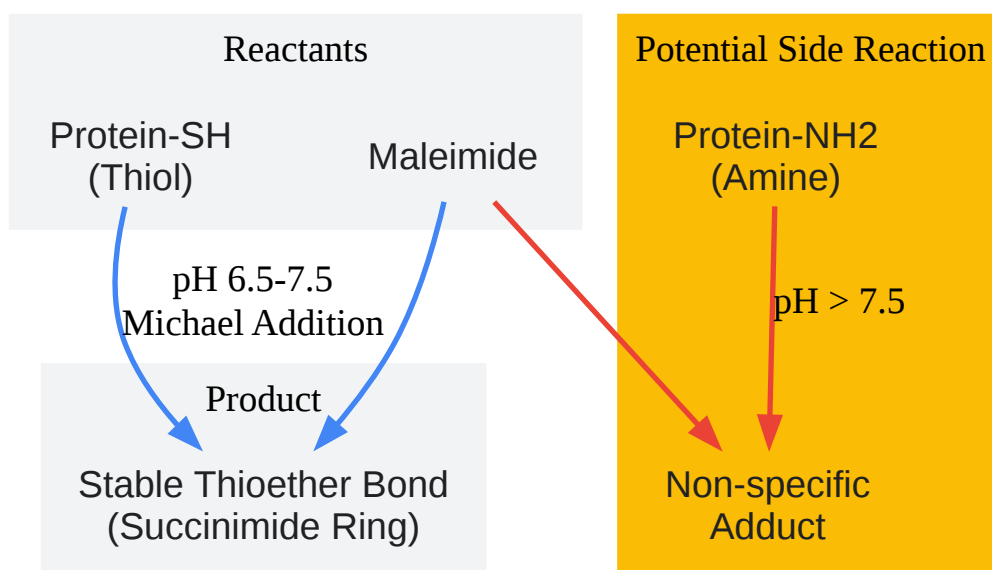 Reactants
Protein-SH
(Thiol)
Maleimide
pH 6.5-7.5
Michael Addition
Product
Stable Thioether Bond
(Succinimide Ring)
Potential Side Reaction
Protein-NH2
(Amine)
pH > 7.5
Non-specific
Adduct